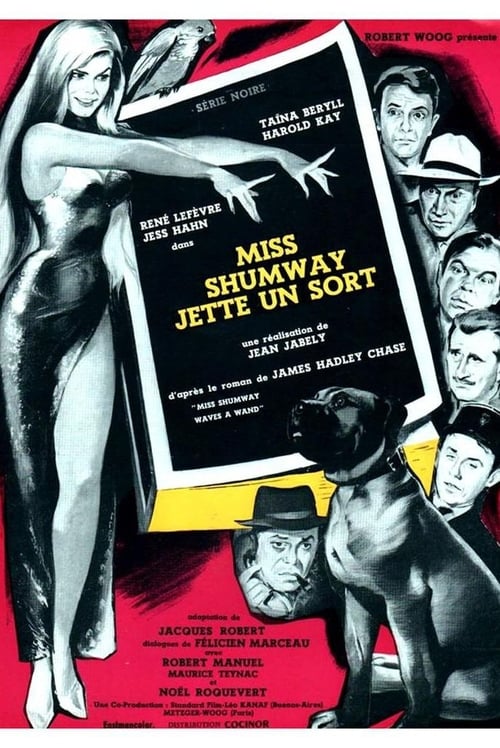 ROBERT WOOG présente
SÉRIE NOIRE
TAÏNA BERYLL
HAROLD KAY
RENÉ LEFÈVRE
JESS HAHN
dans
MISS
SHUMWAY
JETTE UN SORT
une réalisation de
JEAN JABELY
d'après le roman de JAMES HADLEY CHASE
"MISS SHUMWAY
WAVES A WAND"
adaptation de
JACQUES ROBERT
dialogues de FÉLICIEN MARCEAU
avec
ROBERT MANUEL
MAURICE TEYNAC
et
NOËL ROQUEVERT
Une Co-Production : Standard Film-Léo KANAF (Buenos-Aires)
METZGER-WOOG (Paris)
Eastmancolor. DISTRIBUTION COCINOR